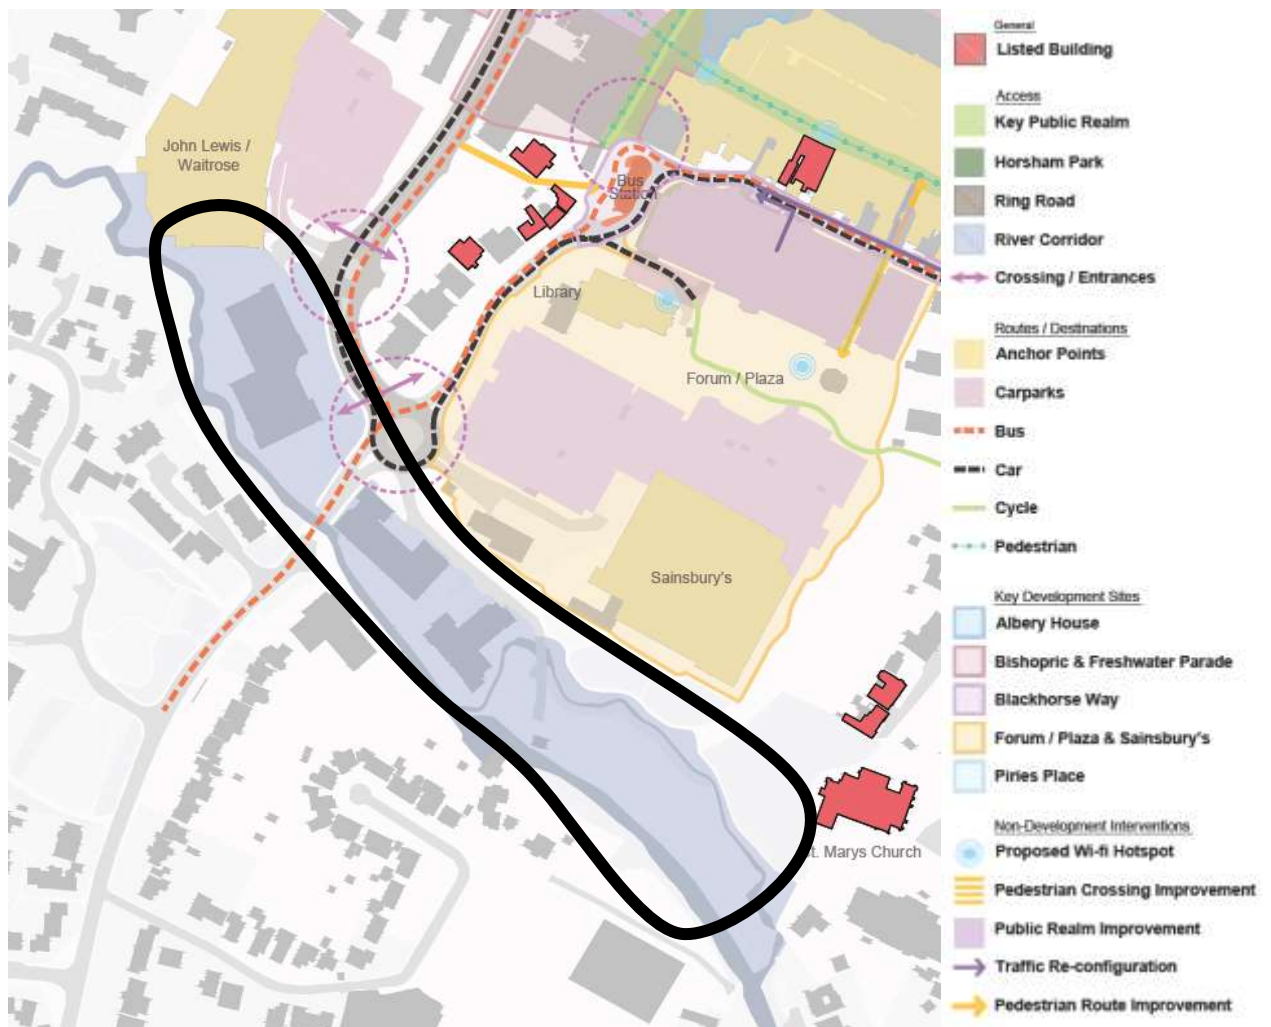 John Lewis /
Waitrose
Bus
Station
Library
Forum / Plaza
Sainsbury's
t. Marys Church
General
Listed Building
Access
Key Public Realm
Horsham Park
Ring Road
River Corridor
Crossing / Entrances
Routes / Destinations
Anchor Points
Carparks
Bus
Car
Cycle
Pedestrian
Key Development Sites
Albery House
Bishopric & Freshwater Parade
Blackhorse Way
Forum / Plaza & Sainsbury's
Piries Place
Non-Development Interventions
Proposed Wi-fi Hotspot
Pedestrian Crossing Improvement
Public Realm Improvement
Traffic Re-configuration
Pedestrian Route Improvement